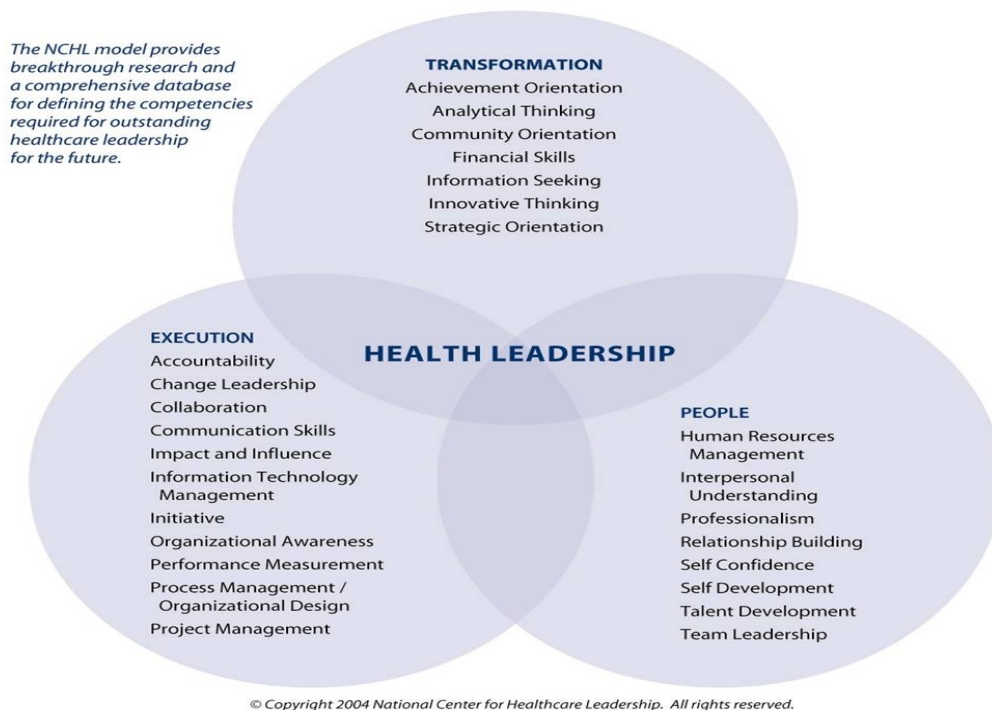 The NCHL model provides
breakthrough research and
a comprehensive database
for defining the competencies
required for outstanding
healthcare leadership
for the future.
TRANSFORMATION
Achievement Orientation
Analytical Thinking
Community Orientation
Financial Skills
Information Seeking
Innovative Thinking
Strategic Orientation
HEALTH LEADERSHIP
EXECUTION
Accountability
Change Leadership
Collaboration
Communication Skills
Impact and Influence
Information Technology
Management
Initiative
Organizational Awareness
Performance Measurement
Process Management /
Organizational Design
Project Management
PEOPLE
Human Resources
Management
Interpersonal
Understanding
Professionalism
Relationship Building
Self Confidence
Self Development
Talent Development
Team Leadership
© Copyright 2004 National Center for Healthcare Leadership. All rights reserved.